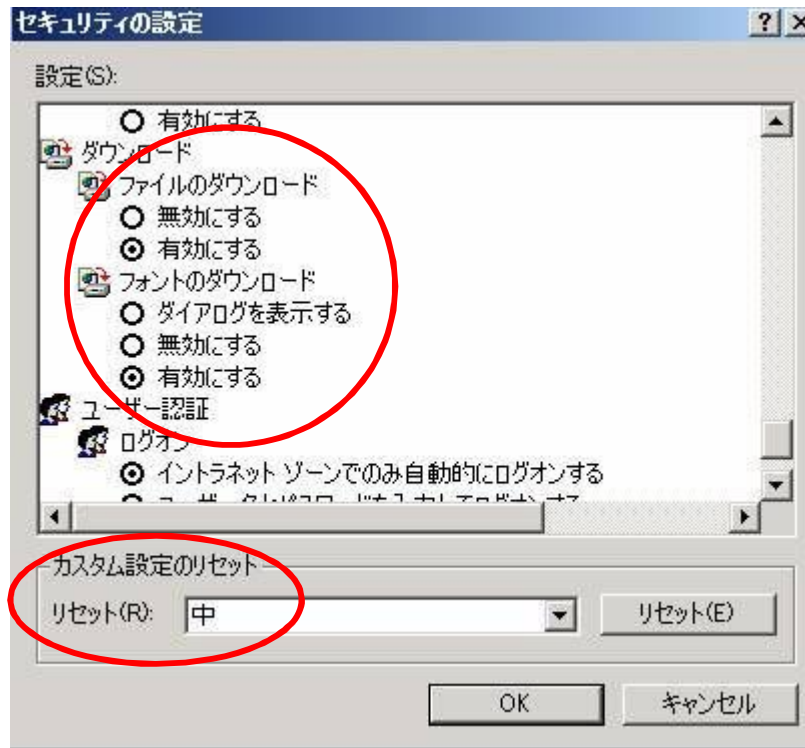 セキュリティの設定
設定(S):
有効にする
ダウンロード
ファイルのダウンロード
無効にする
有効にする
フォントのダウンロード
ダイアログを表示する
無効にする
有効にする
ユーザー認証
ログオン
イントラネット ゾーンでのみ自動的にログオンする
カスタム設定のリセット
リセット(R): 中 リセット(E)
OK キャンセル